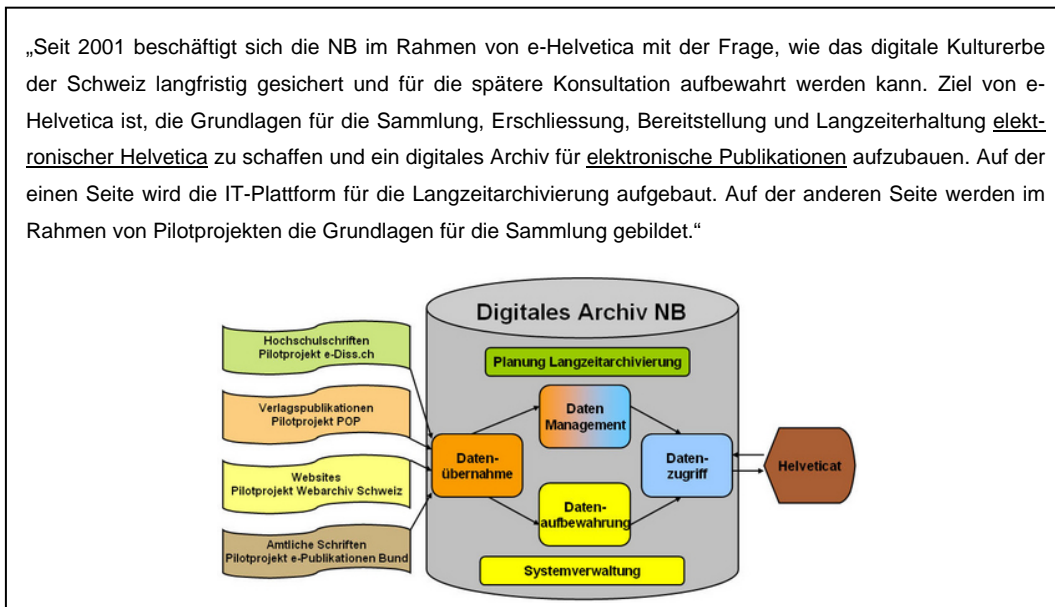 „Seit 2001 beschäftigt sich die NB im Rahmen von e-Helvetica mit der Frage, wie das digitale Kulturerbe
der Schweiz langfristig gesichert und für die spätere Konsultation aufbewahrt werden kann. Ziel von e-
Helvetica ist, die Grundlagen für die Sammlung, Erschliessung, Bereitstellung und Langzeiterhaltung elekt-
ronischer Helvetica zu schaffen und ein digitales Archiv für elektronische Publikationen aufzubauen. Auf der
einen Seite wird die IT-Plattform für die Langzeitarchivierung aufgebaut. Auf der anderen Seite werden im
Rahmen von Pilotprojekten die Grundlagen für die Sammlung gebildet.“
Digitales Archiv NB
Hochschulschriften
Pilotprojekt e-Diss.ch
Verlagspublikationen
Pilotprojekt POP
Websites
Pilotprojekt Webarchiv Schweiz
Amtliche Schriften
Pilotprojekt e-Publikationen Bund
Planung Langzeitarchivierung
Daten-
übernahme
Daten
Management
Daten-
aufbewahrung
Daten-
zugriff
Systemverwaltung
Helveticat